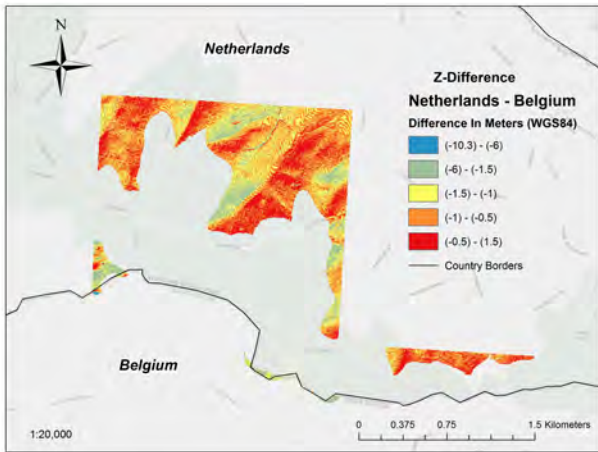 N
Netherlands
Z-Difference
Netherlands - Belgium
Difference In Meters (WGS84)
(-10.3) - (-6)
(-6) - (-1.5)
(-1.5) - (-1)
(-1) - (-0.5)
(-0.5) - (1.5)
Country Borders
Belgium
1:20,000
0 0.375 0.75 1.5 Kilometers